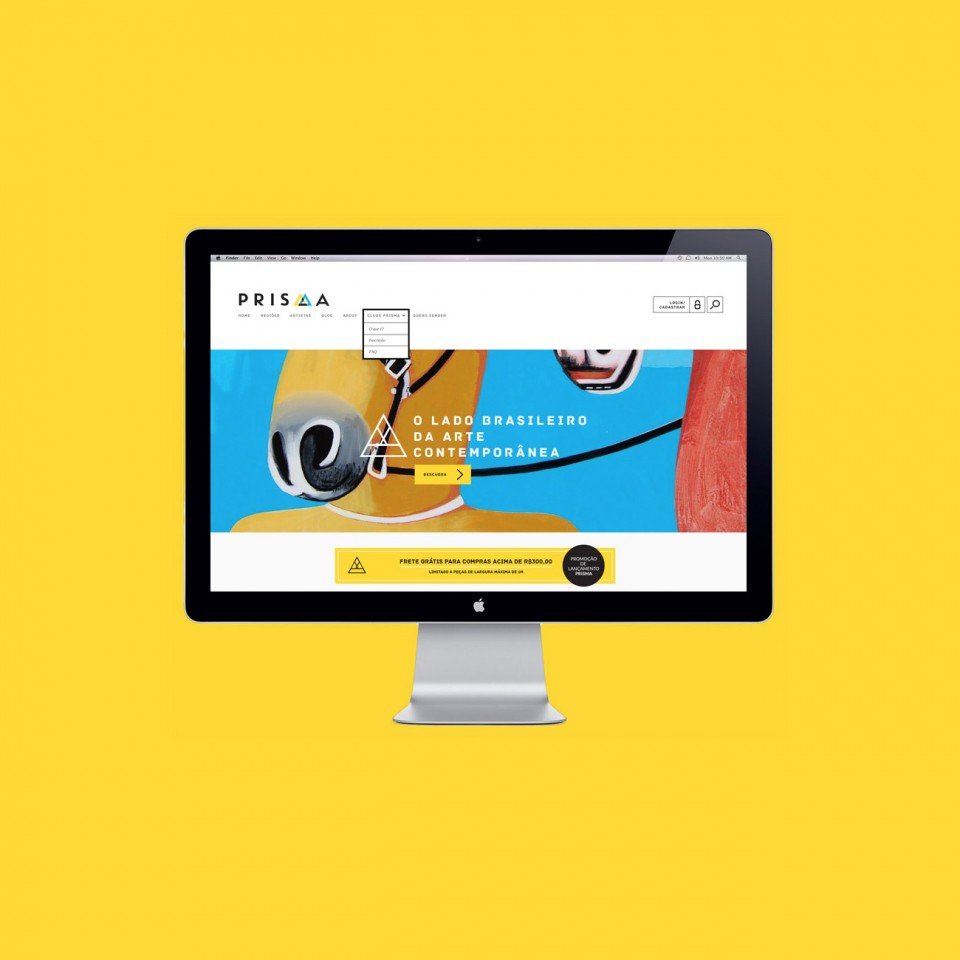 Finder File Edit View Go Window Help
PRISMA
LOGIN/
CADASTRAR
HOME REGIÕES ARTISTAS BLOG ABOUT CLUBE PRISMA QUERO VENDER
O que é?
Inscrição
FAQ
O LADO BRASILEIRO
DA ARTE
CONTEMPORÂNEA
DESCUBRA
FRETE GRÁTIS PARA COMPRAS ACIMA DE R$300,00
LIMITADO A PEÇAS DE LARGURA MÁXIMA DE 1M
PROMOÇÃO
DE
LANÇAMENTO
PRISMA